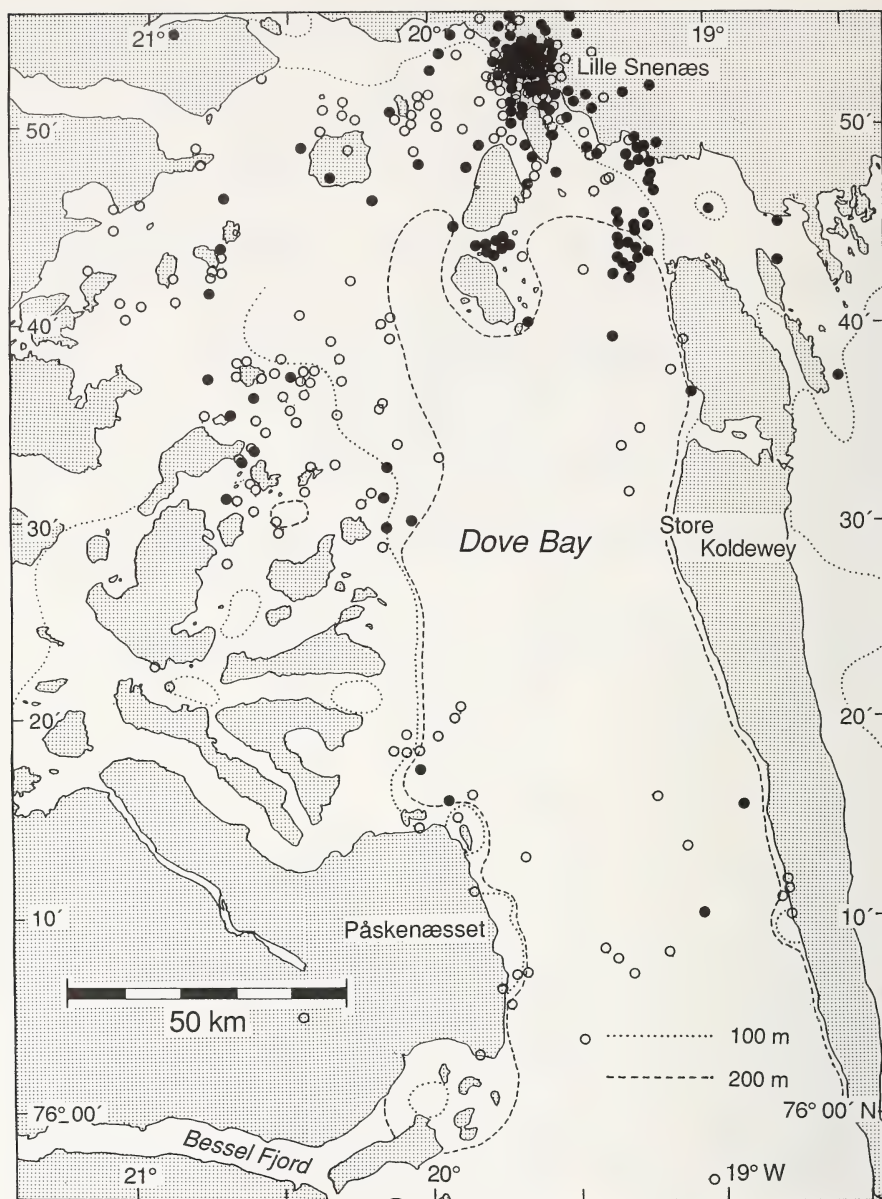 21° 20° 19°
Lille Snenæs
50´ 50´
40´ 40´
30´ 30´
Dove Bay
Store
Koldewey
20´ 20´
10´ 10´
Påskenæsset
50 km
100 m
200 m
76° 00´ 76° 00´ N
Bessel Fjord
21° 20° 19° W